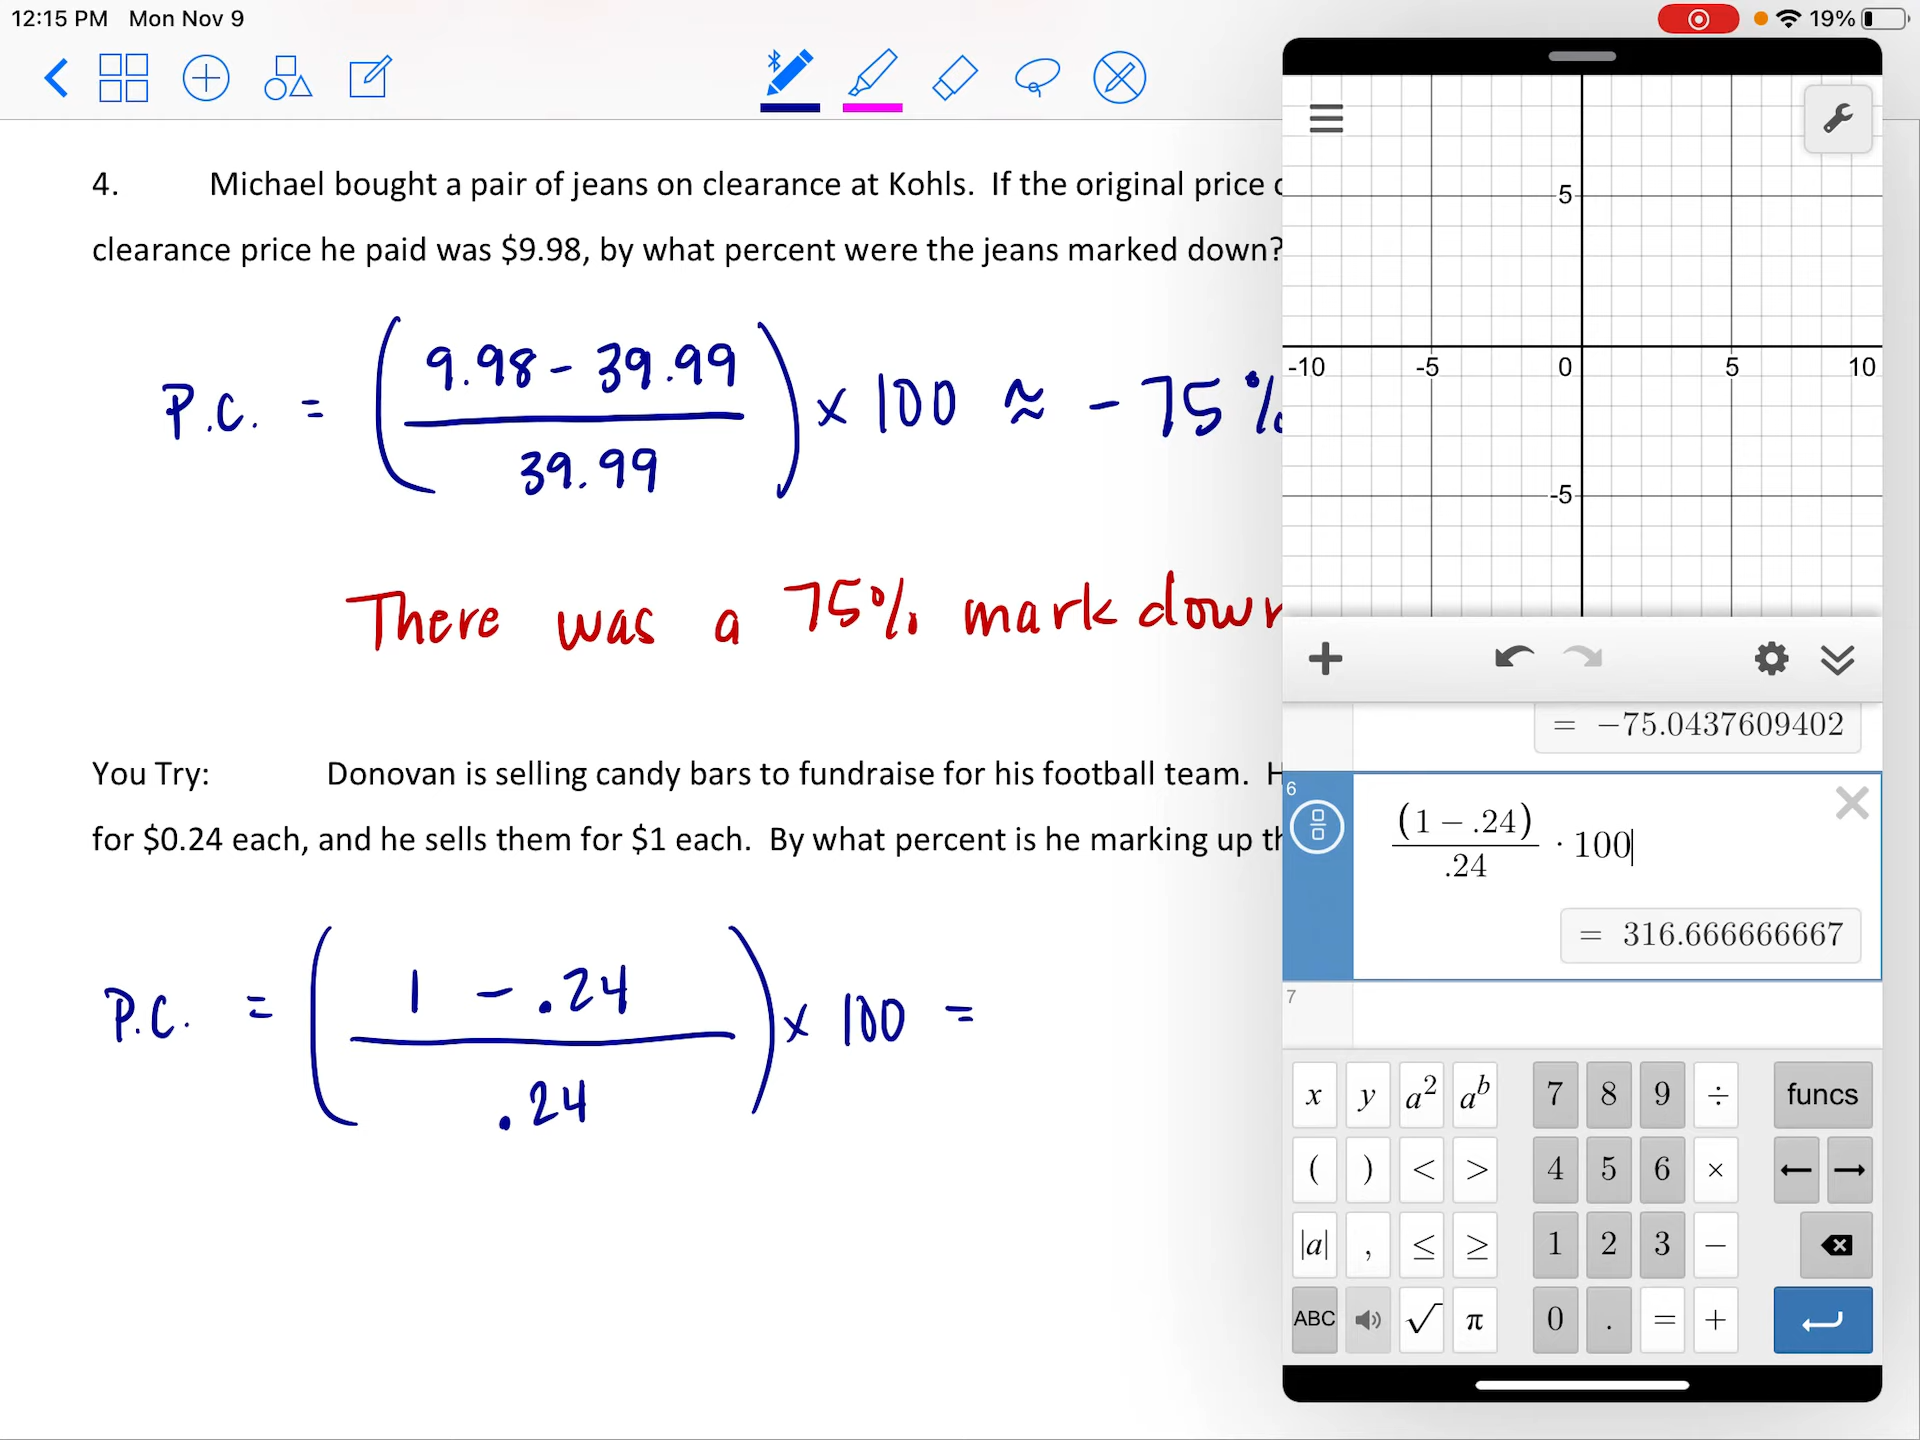 12:15 PM Mon Nov 9
19%
4. Michael bought a pair of jeans on clearance at Kohls. If the original price
clearance price he paid was $9.98, by what percent were the jeans marked down?
P.C. = (9.98 - 39.99 / 39.99) x 100 ≈ -75%
There was a 75% mark down
You Try: Donovan is selling candy bars to fundraise for his football team.
for $0.24 each, and he sells them for $1 each. By what percent is he marking up
P.C. = (1 - .24 / .24) x 100 =
5
-10 -5 0 5 10
-5
= −75.0437609402
6
(1 − .24) / .24 · 100
= 316.666666667
7
x y a² aᵇ 7 8 9 ÷ funcs
( ) < > 4 5 6 × ← →
|a| , ≤ ≥ 1 2 3 −
ABC √ π 0 . = +